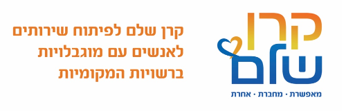 קרן שלם לפיתוח שירותים
לאנשים עם מוגבלויות
ברשויות המקומיות
קרן
שלם
מאפשרת · מחברת · אחרת